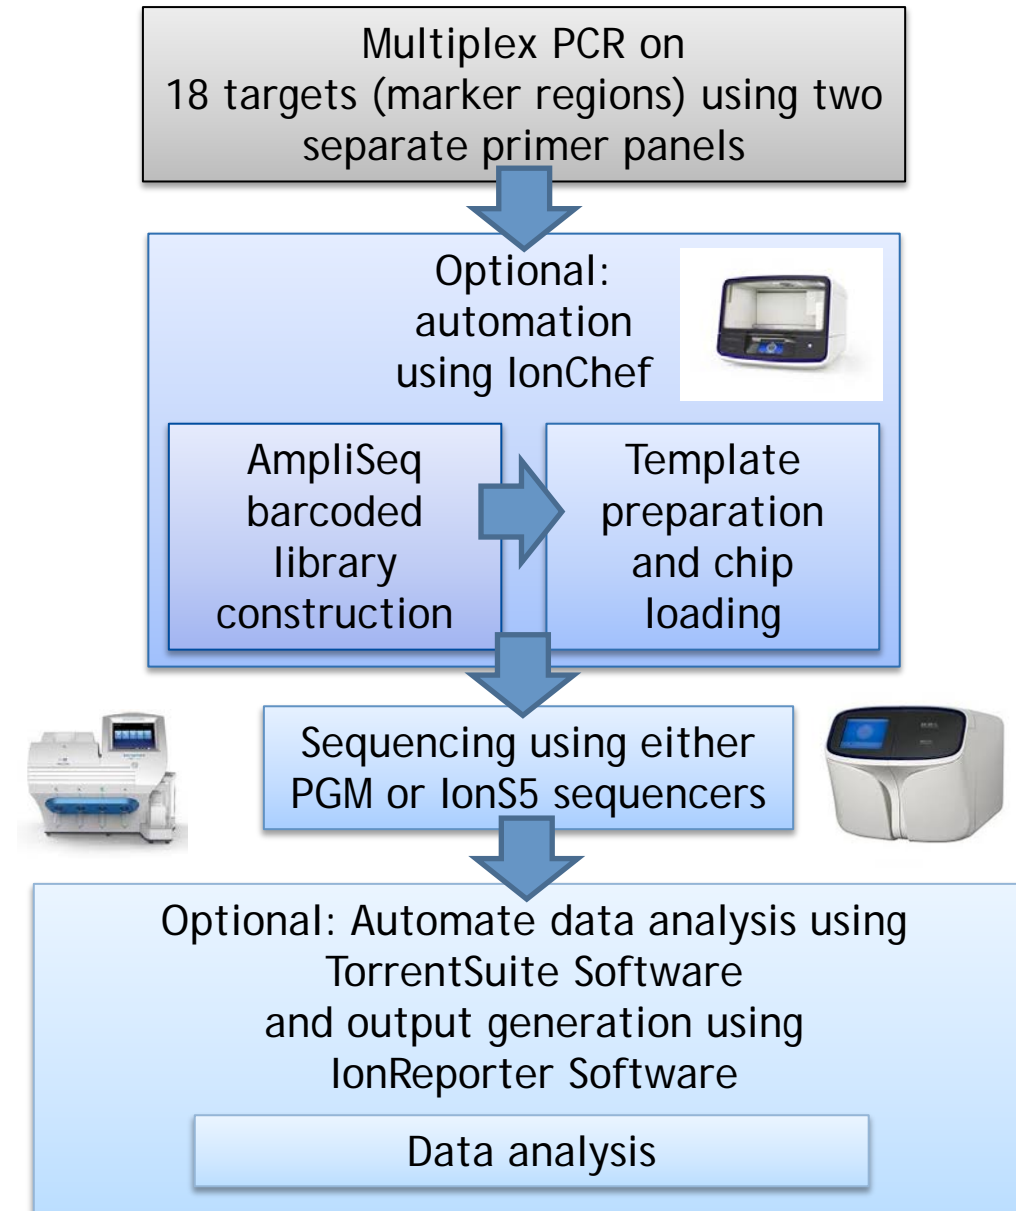 Multiplex PCR on
18 targets (marker regions) using two
separate primer panels
Optional:
automation
using IonChef
AmpliSeq
barcoded
library
construction
Template
preparation
and chip
loading
Sequencing using either
PGM or IonS5 sequencers
Optional: Automate data analysis using
TorrentSuite Software
and output generation using
IonReporter Software
Data analysis